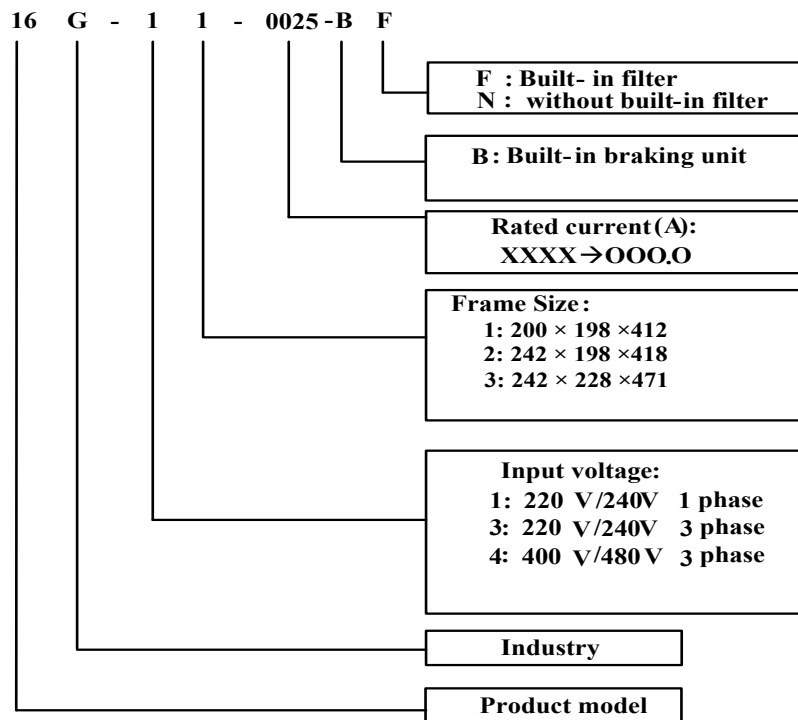 16 G - 1 1 - 0025 - B F
F : Built- in filter
N : without built-in filter
B: Built-in braking unit
Rated current(A):
XXXX→OOO.O
Frame Size:
1: 200 × 198 ×412
2: 242 × 198 ×418
3: 242 × 228 ×471
Input voltage:
1: 220 V/240V 1 phase
3: 220 V/240V 3 phase
4: 400 V/480V 3 phase
Industry
Product model